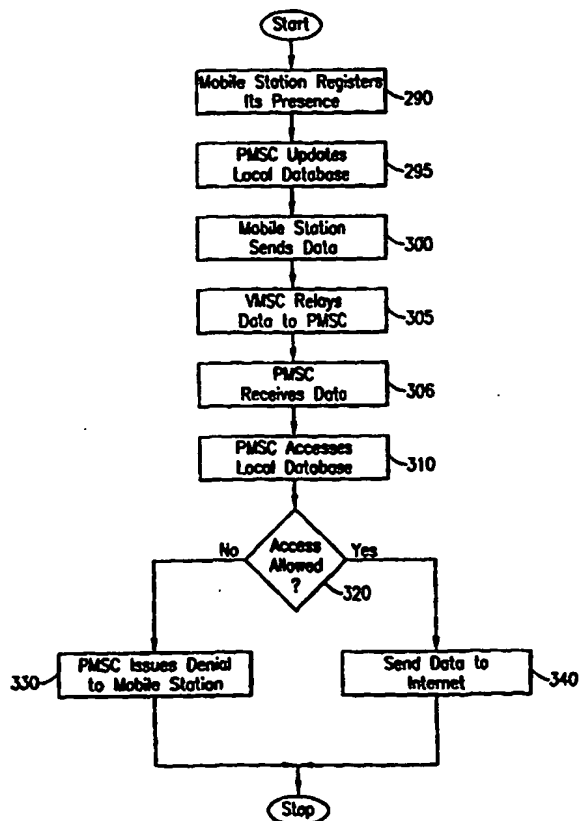 Start
Mobile Station Registers
Its Presence
290
PMSC Updates
Local Database
295
Mobile Station
Sends Data
300
VMSC Relays
Data to PMSC
305
PMSC
Receives Data
306
PMSC Accesses
Local Database
310
No
Access
Allowed
?
Yes
320
330
PMSC Issues Denial
to Mobile Station
Send Data to
Internet
340
Stop